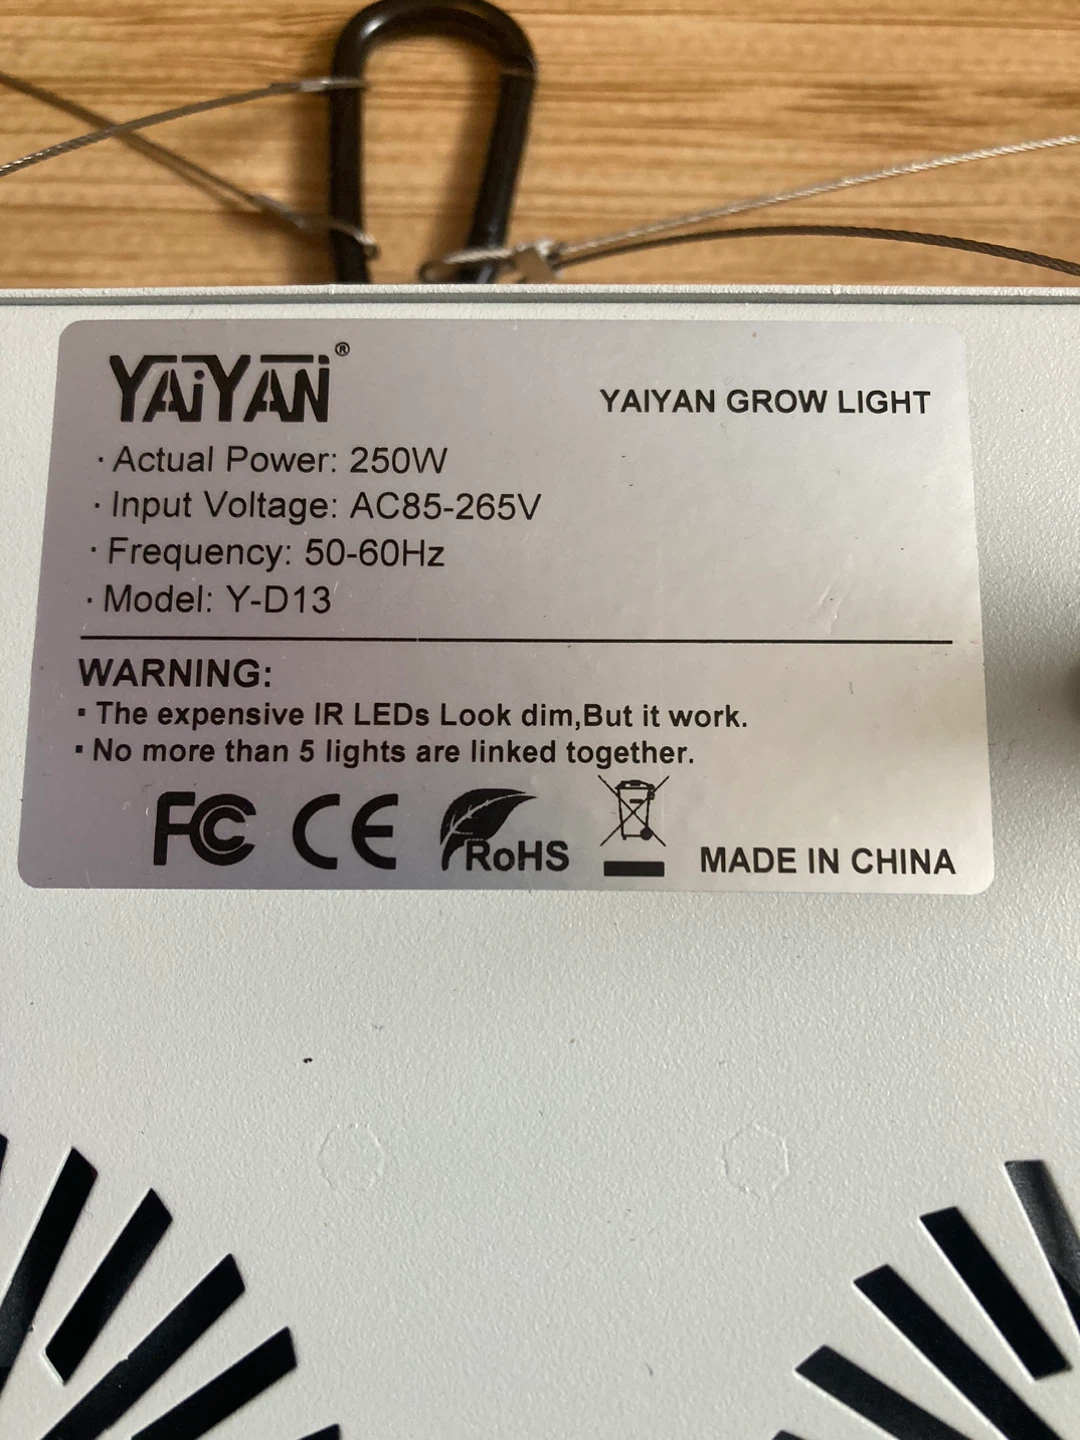 YAiYAN®
YAIYAN GROW LIGHT
· Actual Power: 250W
· Input Voltage: AC85-265V
· Frequency: 50-60Hz
· Model: Y-D13
WARNING:
▪ The expensive IR LEDs Look dim,But it work.
▪ No more than 5 lights are linked together.
FC CE RoHS MADE IN CHINA